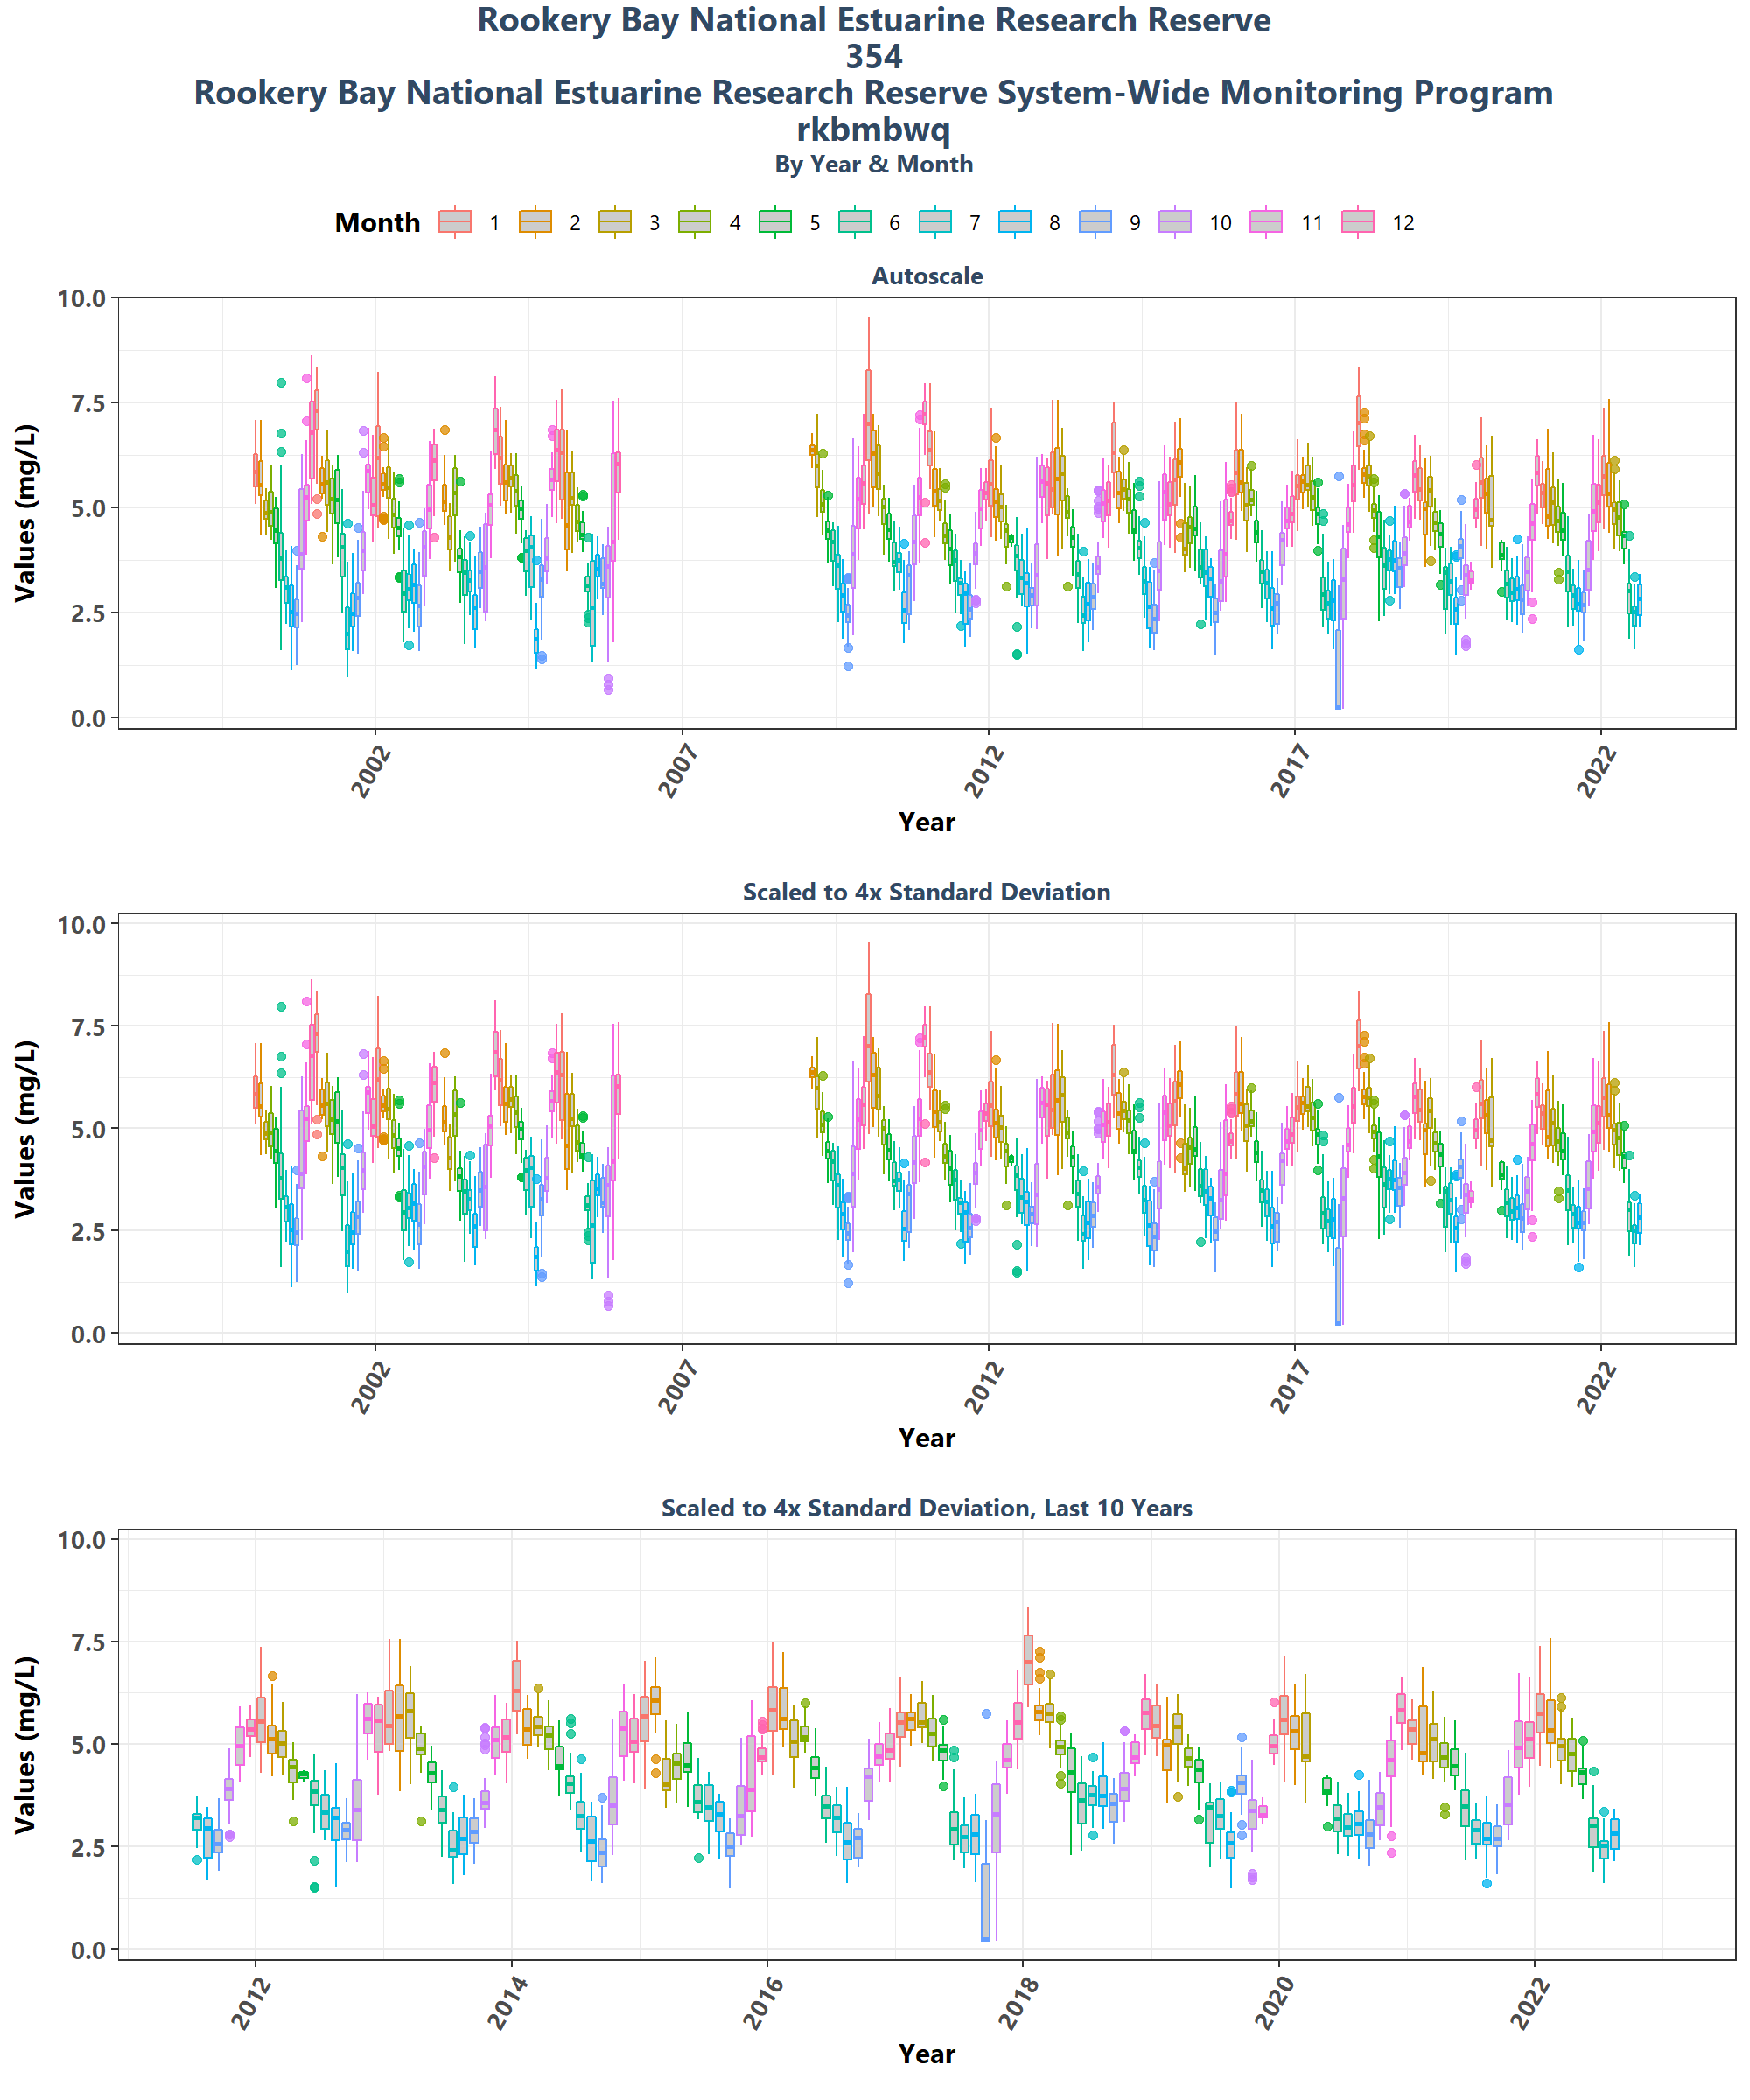 Rookery Bay National Estuarine Research Reserve
354
Rookery Bay National Estuarine Research Reserve System-Wide Monitoring Program
rkbmbwq
By Year & Month
Month 1 2 3 4 5 6 7 8 9 10 11 12
Autoscale
Values (mg/L)
10.0
7.5
5.0
2.5
0.0
2002 2007 2012 2017 2022
Year
Scaled to 4x Standard Deviation
Values (mg/L)
10.0
7.5
5.0
2.5
0.0
2002 2007 2012 2017 2022
Year
Scaled to 4x Standard Deviation, Last 10 Years
Values (mg/L)
10.0
7.5
5.0
2.5
0.0
2012 2014 2016 2018 2020 2022
Year